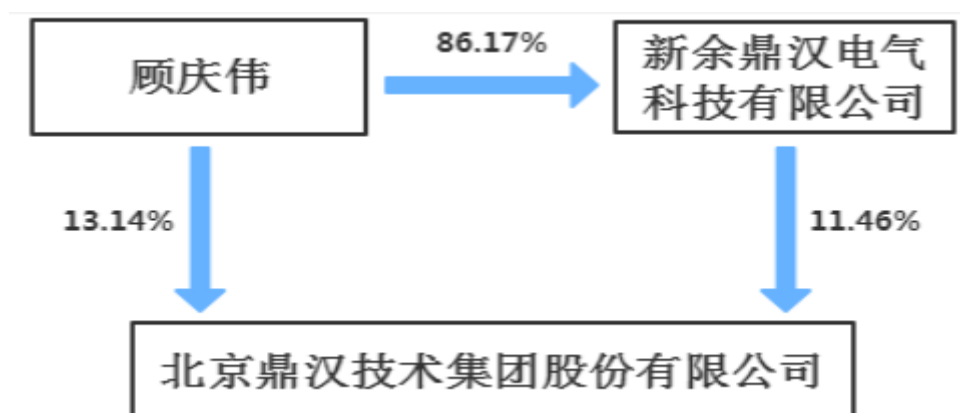 顾庆伟
86.17%
新余鼎汉电气
科技有限公司
13.14%
11.46%
北京鼎汉技术集团股份有限公司